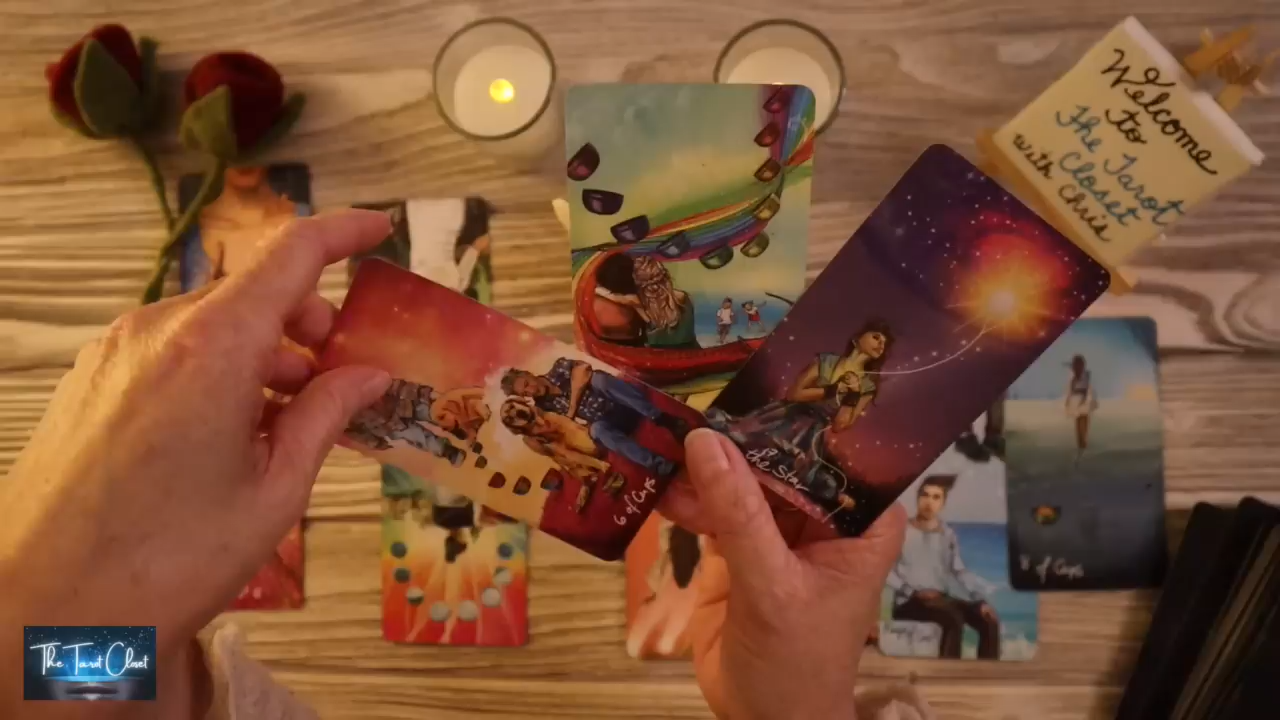 Welcome
to
The Tarot
Closet
with Chris
6 of Cups
the Star
8 of Cups
The Tarot Closet